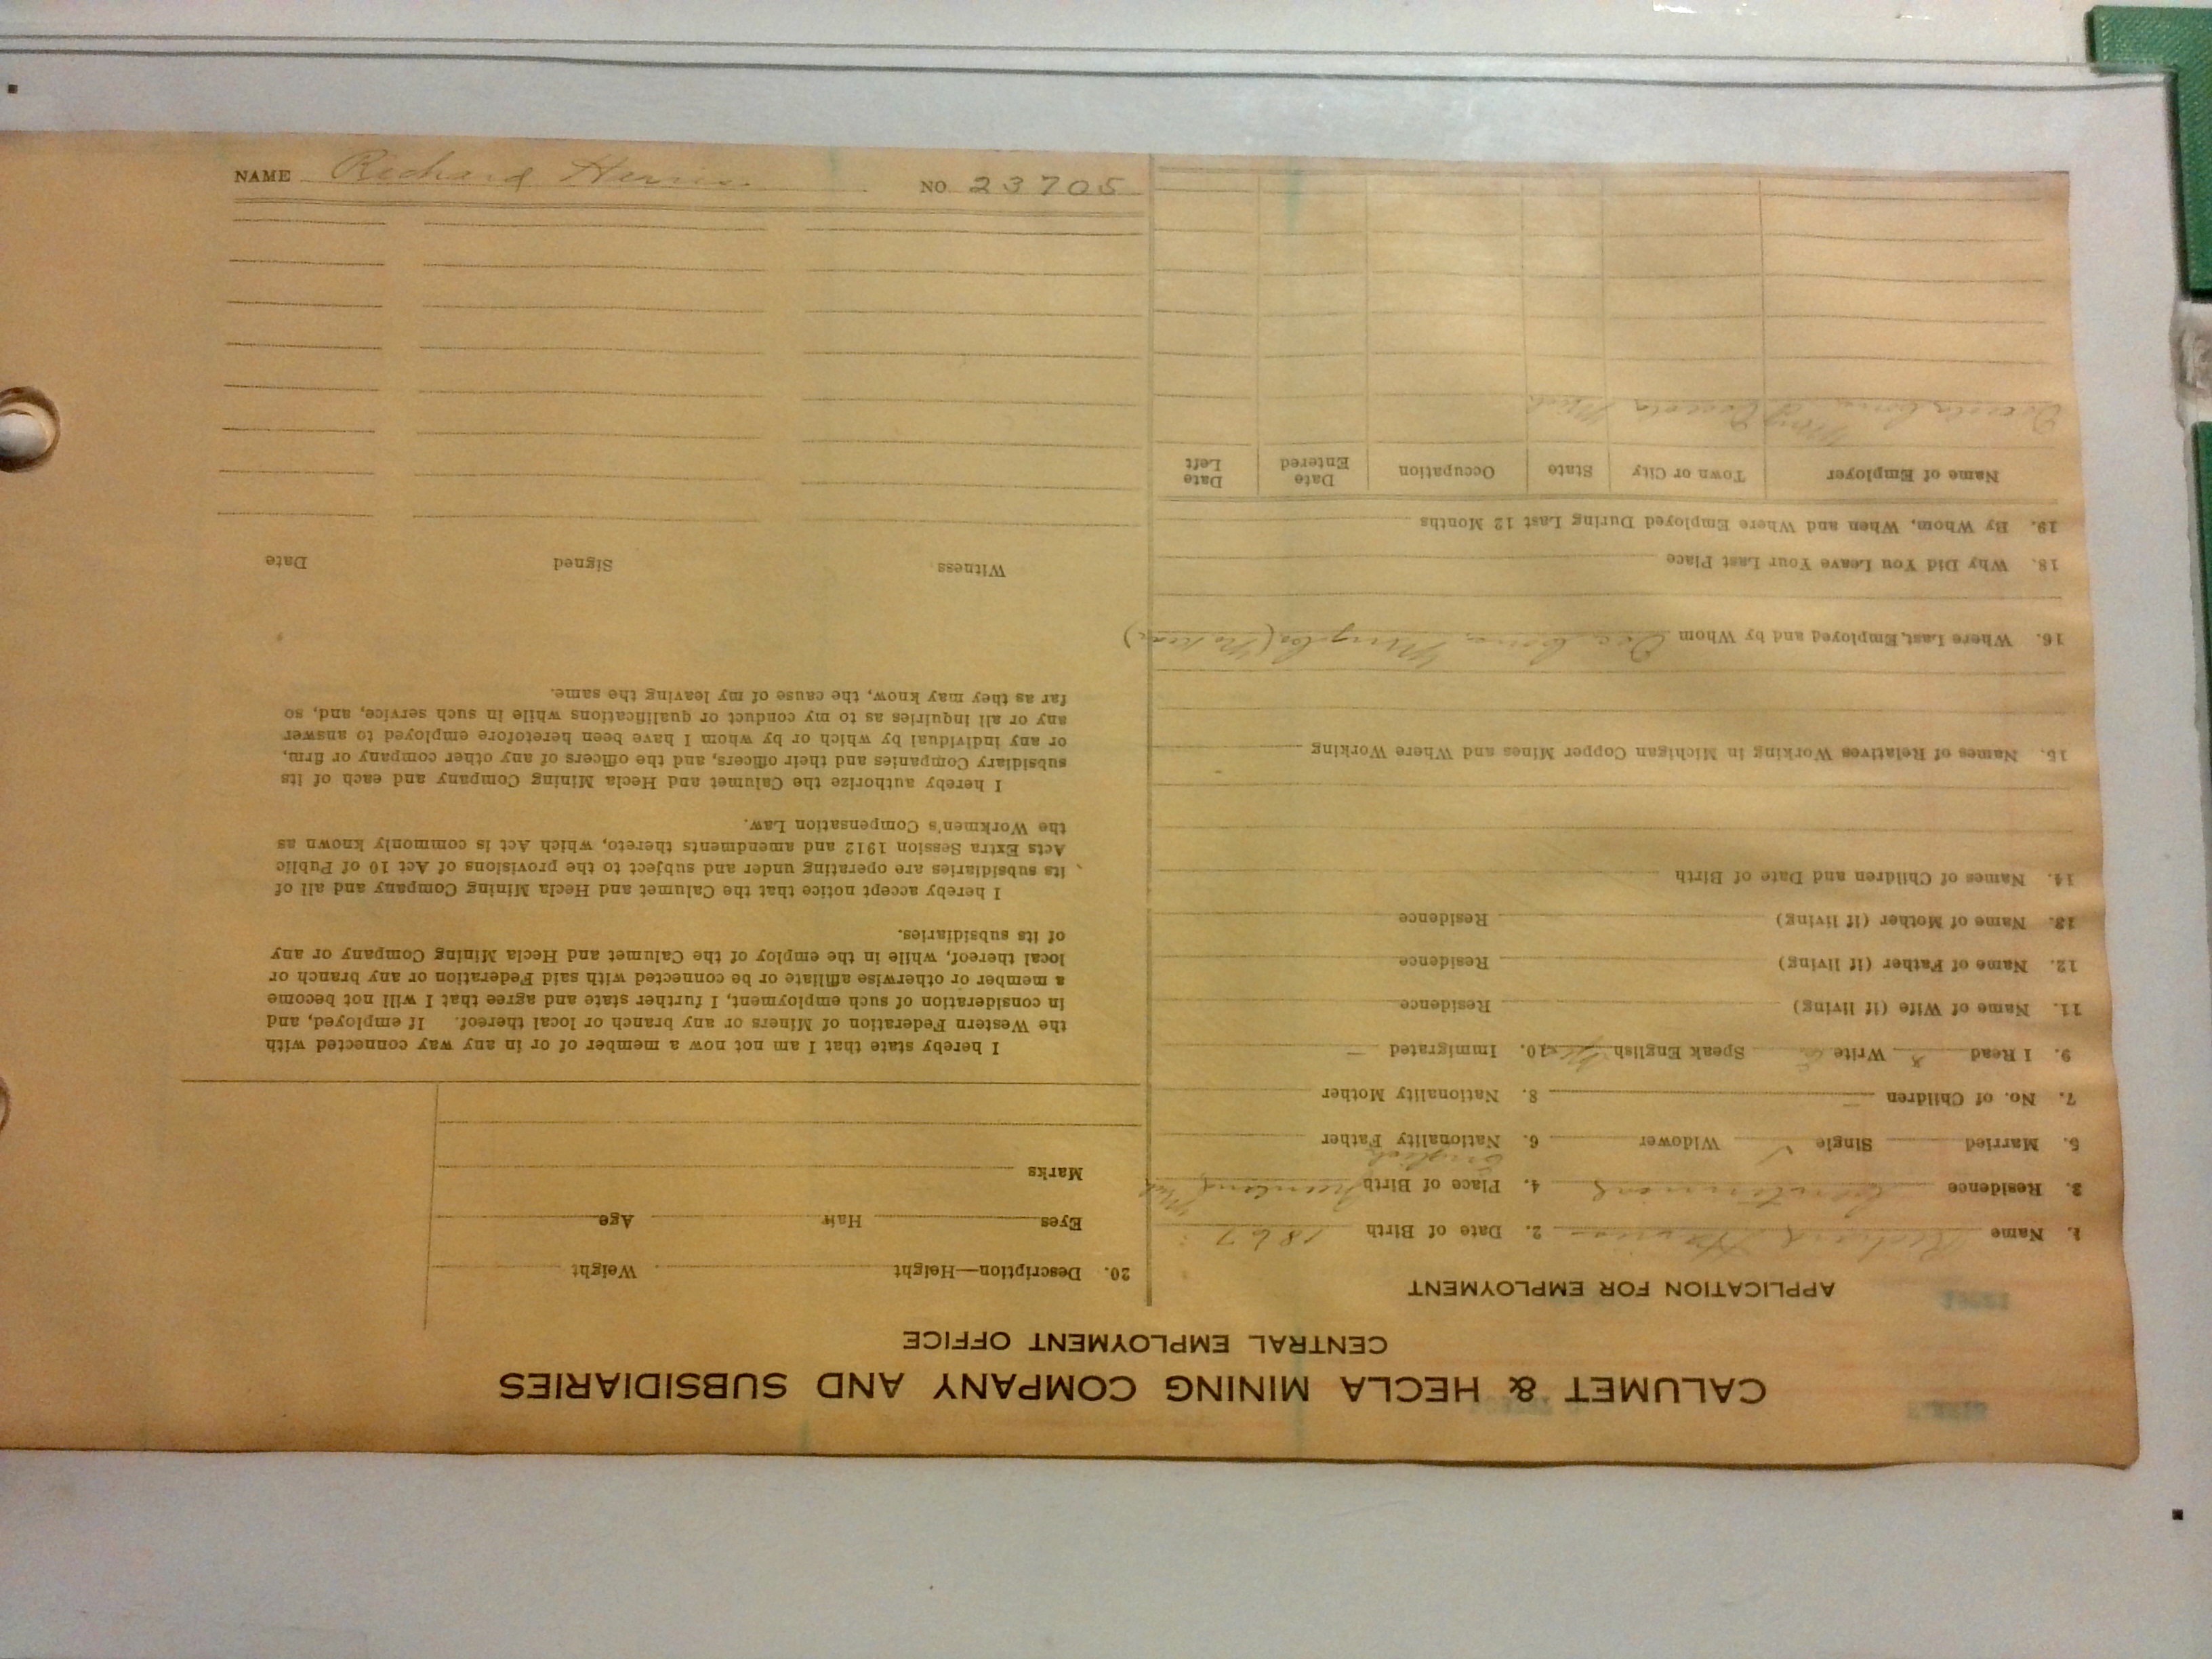 NAME Richard NO. 23705
CALUMET & HECLA MINING COMPANY AND SUBSIDIARIES
CENTRAL EMPLOYMENT OFFICE
APPLICATION FOR EMPLOYMENT
1. Name Richard 2. Date of Birth 1867
3. Residence 4. Place of Birth
English
5. Married Single ✓ Widower 6. Nationality Father
7. No. of Children — 8. Nationality Mother
9. I Read Write Speak English 10. Immigrated —
11. Name of Wife (if living) Residence
12. Name of Father (if living) Residence
13. Name of Mother (if living) Residence
14. Names of Children and Date of Birth
15. Names of Relatives Working in Michigan Copper Mines and Where Working
16. Where Last Employed and by Whom
18. Why Did You Leave Your Last Place
19. By Whom, When and Where Employed During Last 12 Months
Name of Employer Town or City State Occupation Date Entered Date Left
Osceola Mich
20. Description—Height Weight
Eyes Hair Age
Marks
I hereby state that I am not now a member of or in any way connected with
the Western Federation of Miners or any branch or local thereof. If employed, and
in consideration of such employment, I further state and agree that I will not become
a member or otherwise affiliate or be connected with said Federation or any branch or
local thereof, while in the employ of the Calumet and Hecla Mining Company or any
of its subsidiaries.
I hereby accept notice that the Calumet and Hecla Mining Company and all of
its subsidiaries are operating under and subject to the provisions of Act 10 of Public
Acts Extra Session 1912 and amendments thereto, which Act is commonly known as
the Workmen's Compensation Law.
I hereby authorize the Calumet and Hecla Mining Company and each of its
subsidiary Companies and their officers, and the officers of any other company or firm,
or any individual by which or by whom I have been heretofore employed to answer
any or all inquiries as to my conduct or qualifications while in such service, and, so
far as they may know, the cause of my leaving the same.
Witness Signed Date